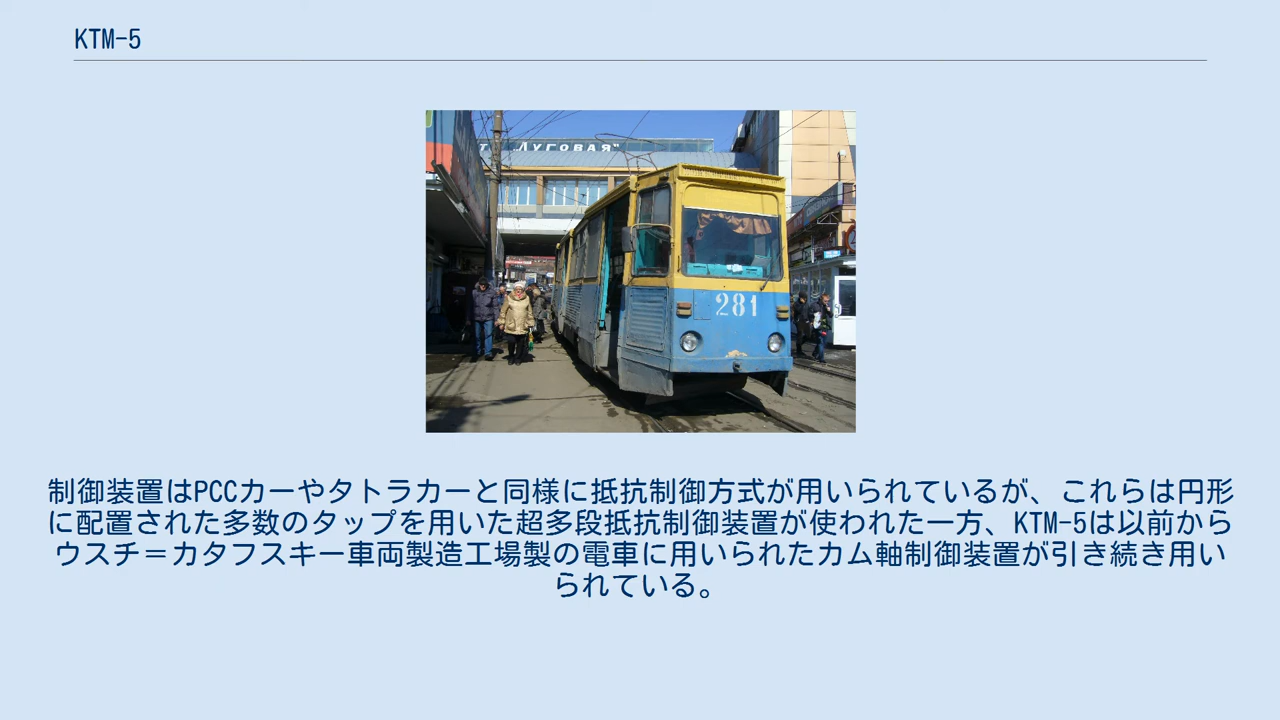 KTM-5
"ЛУГОВАЯ"
281
制御装置はPCCカーやタトラカーと同様に抵抗制御方式が用いられているが、これらは円形
に配置された多数のタップを用いた超多段抵抗制御装置が使われた一方、KTM-5は以前から
ウスチ＝カタフスキー車両製造工場製の電車に用いられたカム軸制御装置が引き続き用い
られている。